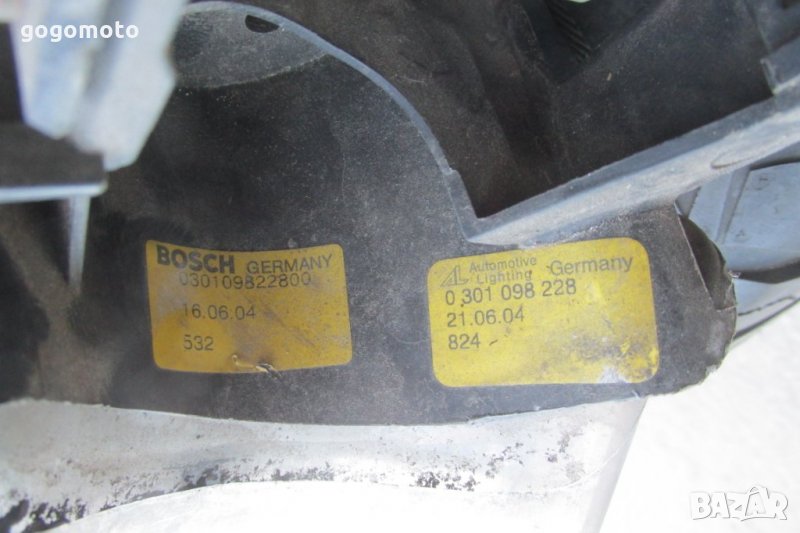 gogomoto
BOSCH GERMANY
030109822800
16.06.04
532
AL Automotive Lighting Germany
0 301 098 228
21.06.04
824 -
BAZAR